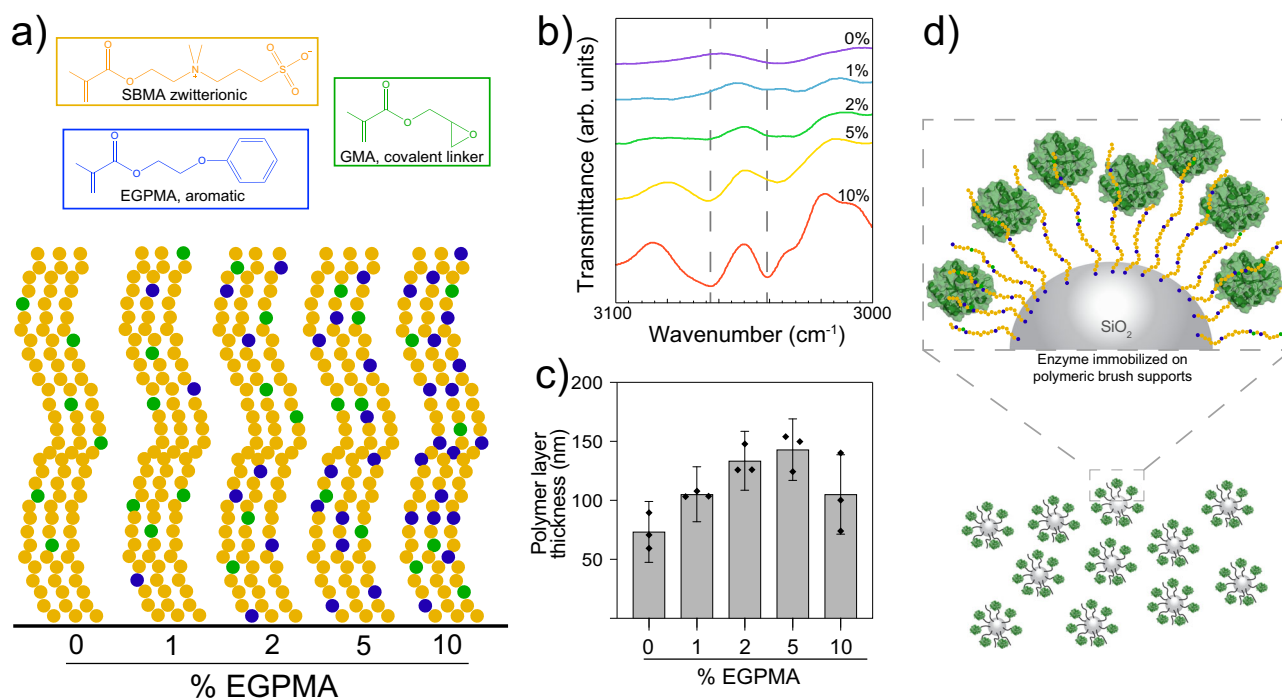 a)
SBMA zwitterionic
GMA, covalent linker
EGPMA, aromatic
0 1 2 5 10
% EGPMA
b)
Transmittance (arb. units)
0%
1%
2%
5%
10%
3100 3000
Wavenumber (cm⁻¹)
c)
Polymer layer
thickness (nm)
200
150
100
50
0 1 2 5 10
% EGPMA
d)
SiO₂
Enzyme immobilized on
polymeric brush supports